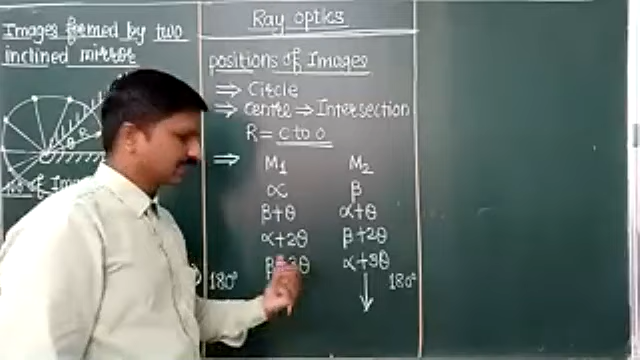 Images formed by two
inclined mirror
θ
Ray optics
positions of Images
⇒ Circle
⇒ Centre ⇒ Intersection
R = C to O
⇒ M1 M2
α β
β+θ α+θ
α+2θ β+2θ
α+3θ
180° 180°